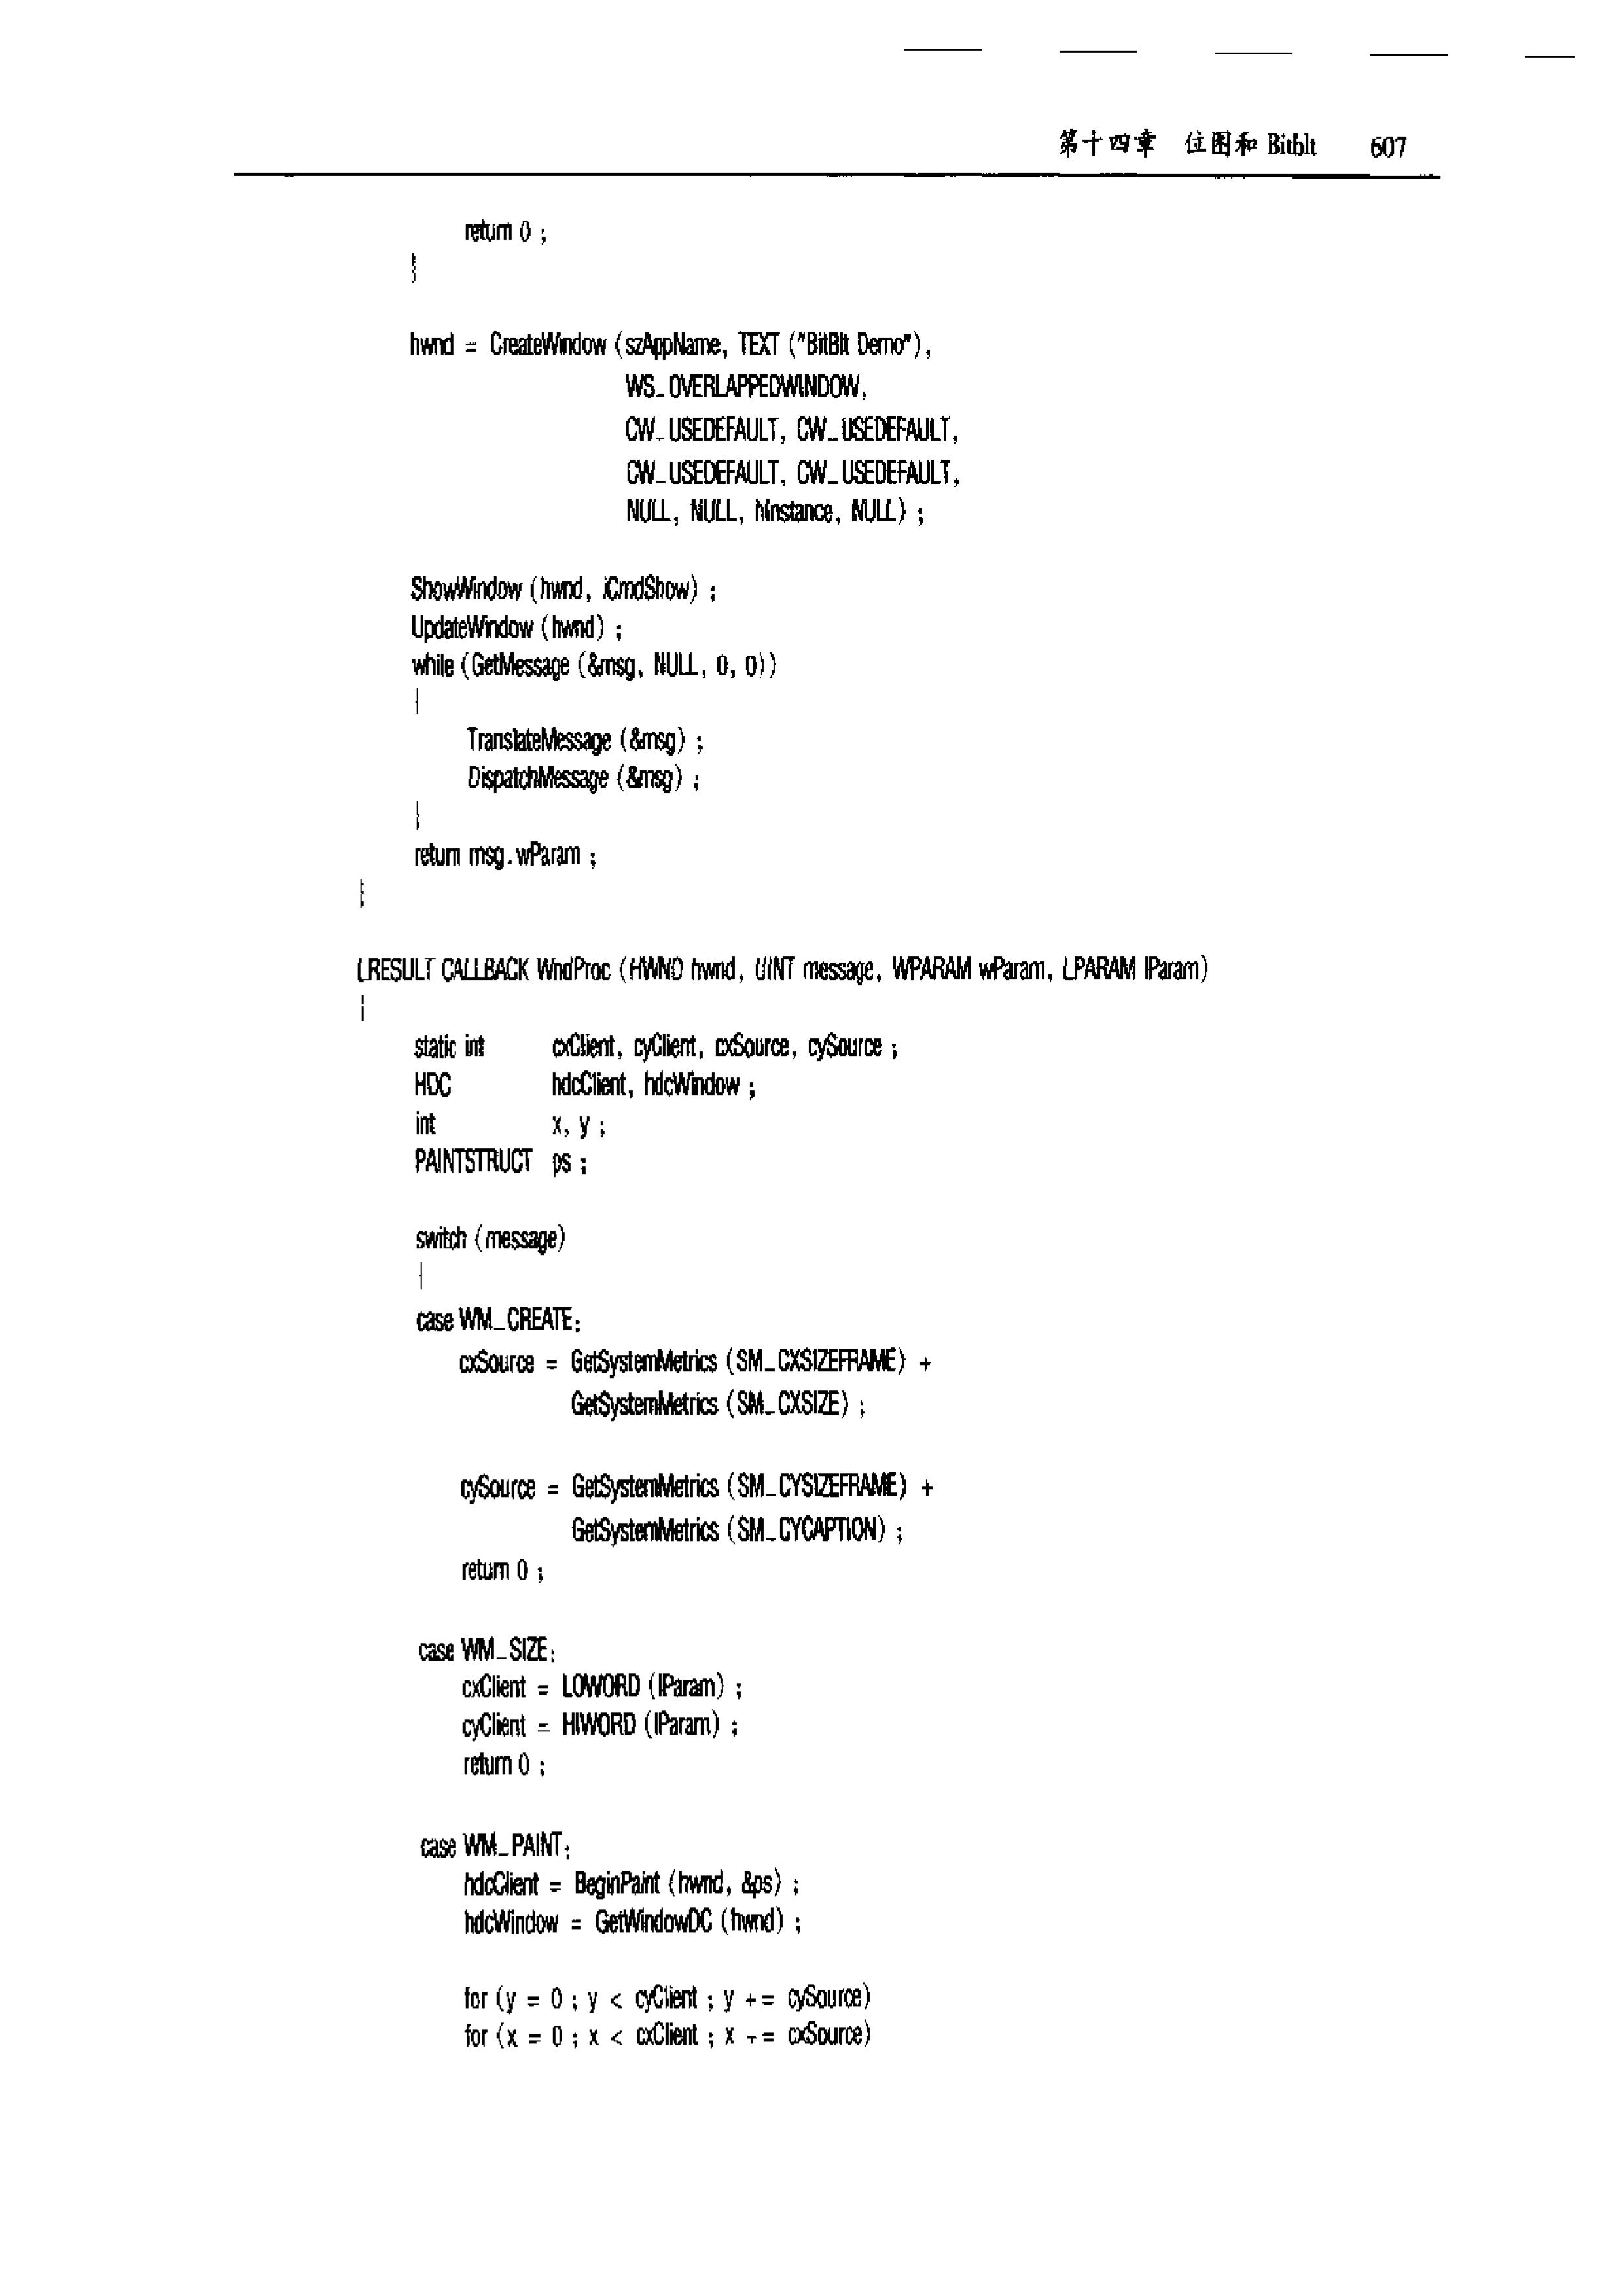 第十四章 位图和 Bitblt 607
return 0 ;
}
hwnd = CreateWindow (szAppName, TEXT ("BitBlt Demo"),
WS_OVERLAPPEDWINDOW,
CW_USEDEFAULT, CW_USEDEFAULT,
CW_USEDEFAULT, CW_USEDEFAULT,
NULL, NULL, hInstance, NULL) ;
ShowWindow (hwnd, iCmdShow) ;
UpdateWindow (hwnd) ;
while (GetMessage (&msg, NULL, 0, 0))
{
TranslateMessage (&msg) ;
DispatchMessage (&msg) ;
}
return msg.wParam ;
}
LRESULT CALLBACK WndProc (HWND hwnd, UINT message, WPARAM wParam, LPARAM lParam)
{
static int cxClient, cyClient, cxSource, cySource ;
HDC hdcClient, hdcWindow ;
int x, y ;
PAINTSTRUCT ps ;
switch (message)
{
case WM_CREATE:
cxSource = GetSystemMetrics (SM_CXSIZEFRAME) +
GetSystemMetrics (SM_CXSIZE) ;
cySource = GetSystemMetrics (SM_CYSIZEFRAME) +
GetSystemMetrics (SM_CYCAPTION) ;
return 0 ;
case WM_SIZE:
cxClient = LOWORD (lParam) ;
cyClient = HIWORD (lParam) ;
return 0 ;
case WM_PAINT:
hdcClient = BeginPaint (hwnd, &ps) ;
hdcWindow = GetWindowDC (hwnd) ;
for (y = 0 ; y < cyClient ; y += cySource)
for (x = 0 ; x < cxClient ; x += cxSource)